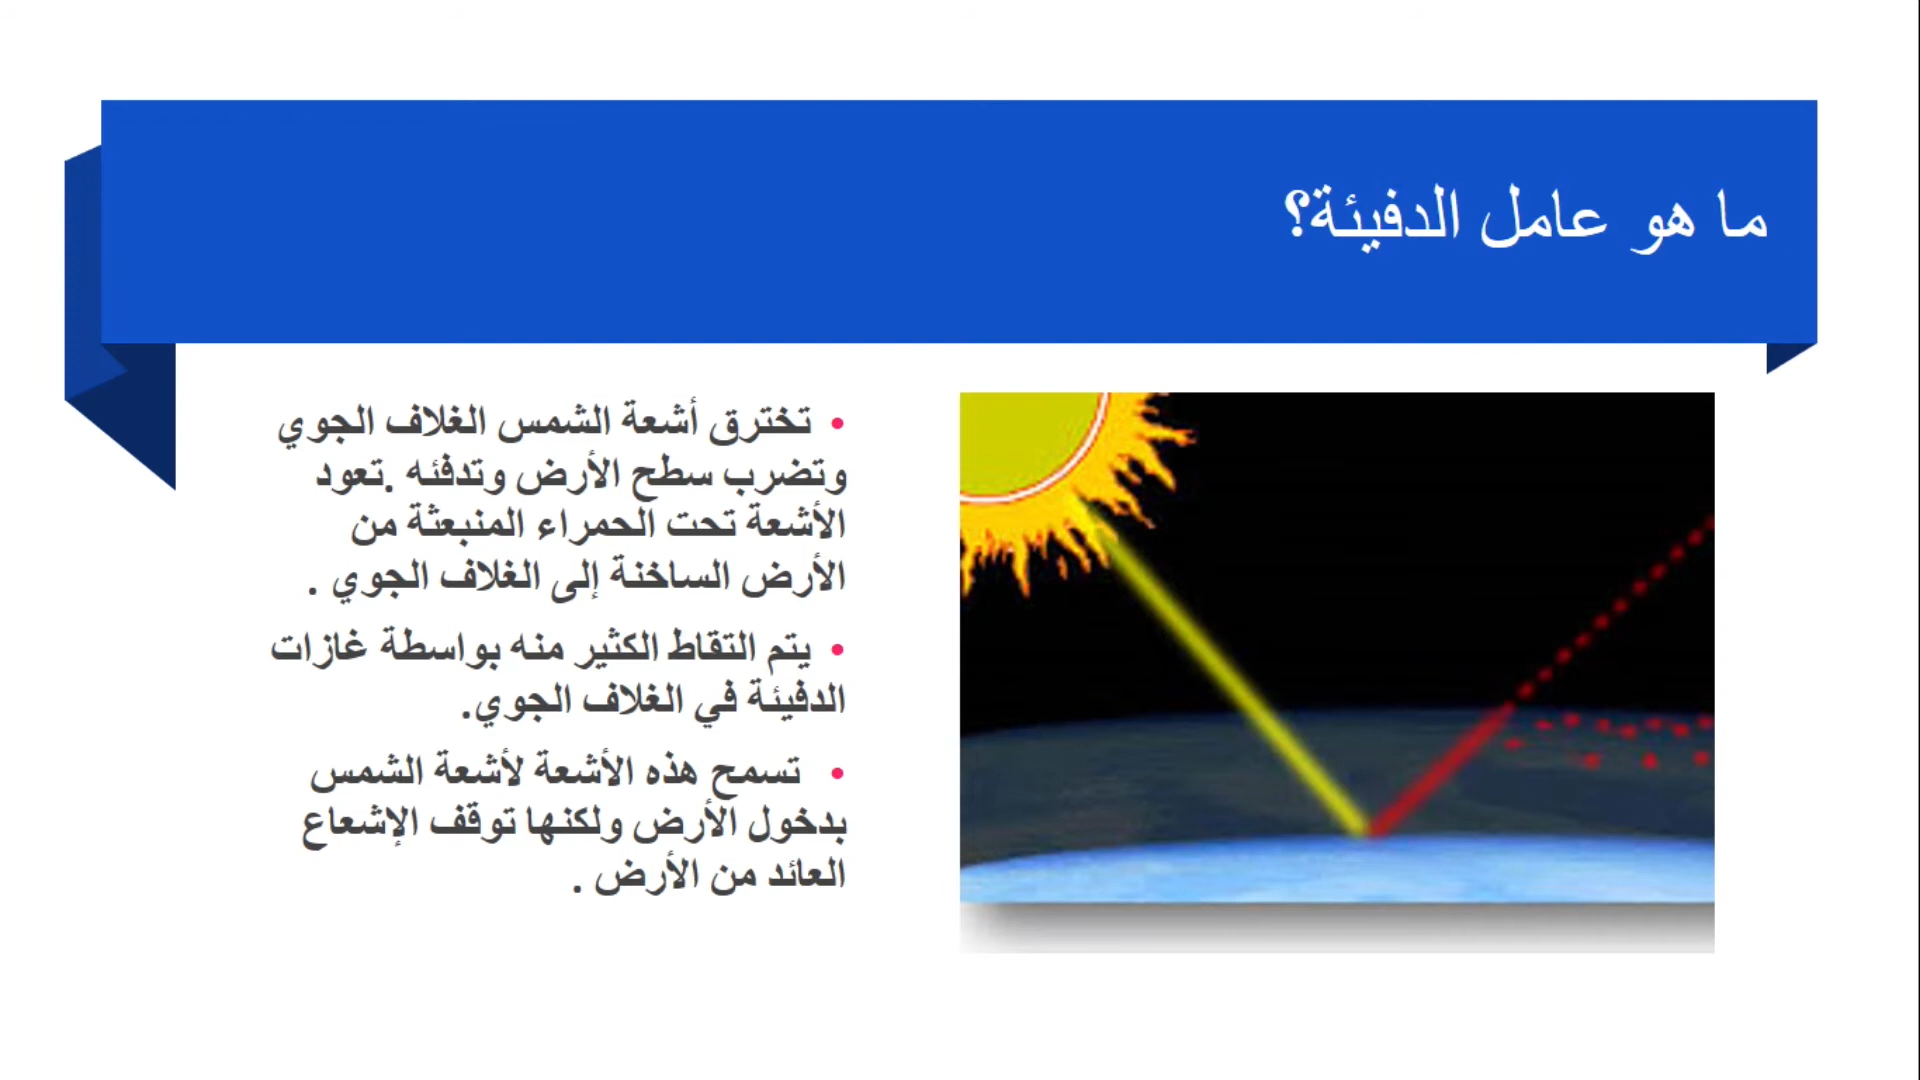 ما هو عامل الدفيئة؟
• تخترق أشعة الشمس الغلاف الجوي
وتضرب سطح الأرض وتدفئه .تعود
الأشعة تحت الحمراء المنبعثة من
الأرض الساخنة إلى الغلاف الجوي .
• يتم التقاط الكثير منه بواسطة غازات
الدفيئة في الغلاف الجوي.
• تسمح هذه الأشعة لأشعة الشمس
بدخول الأرض ولكنها توقف الإشعاع
العائد من الأرض .